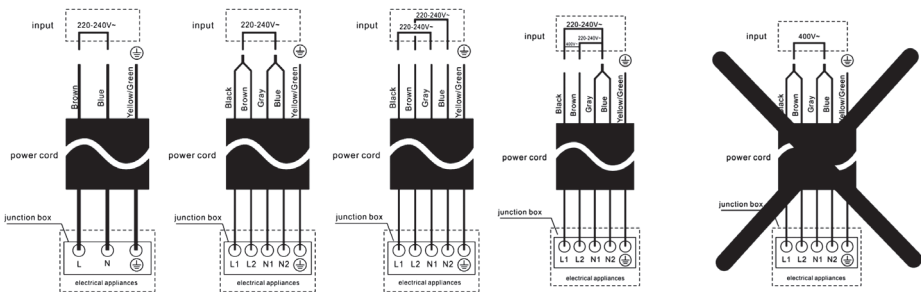 input
220-240V~
Brown
Blue
Yellow/Green
power cord
junction box
L N
electrical appliances
input
220-240V~
Black
Brown
Gray
Blue
Yellow/Green
power cord
junction box
L1 L2 N1 N2
electrical appliances
input
220-240V~
220-240V~
Black
Brown
Gray
Blue
Yellow/Green
power cord
junction box
L1 L2 N1 N2
electrical appliances
input
220-240V~
220-240V~
400V~
Black
Brown
Gray
Blue
Yellow/Green
power cord
junction box
L1 L2 N1 N2
electrical appliances
input
400V~
Black
Brown
Gray
Blue
Yellow/Green
power cord
junction box
L1 L2 N1 N2
electrical appliances